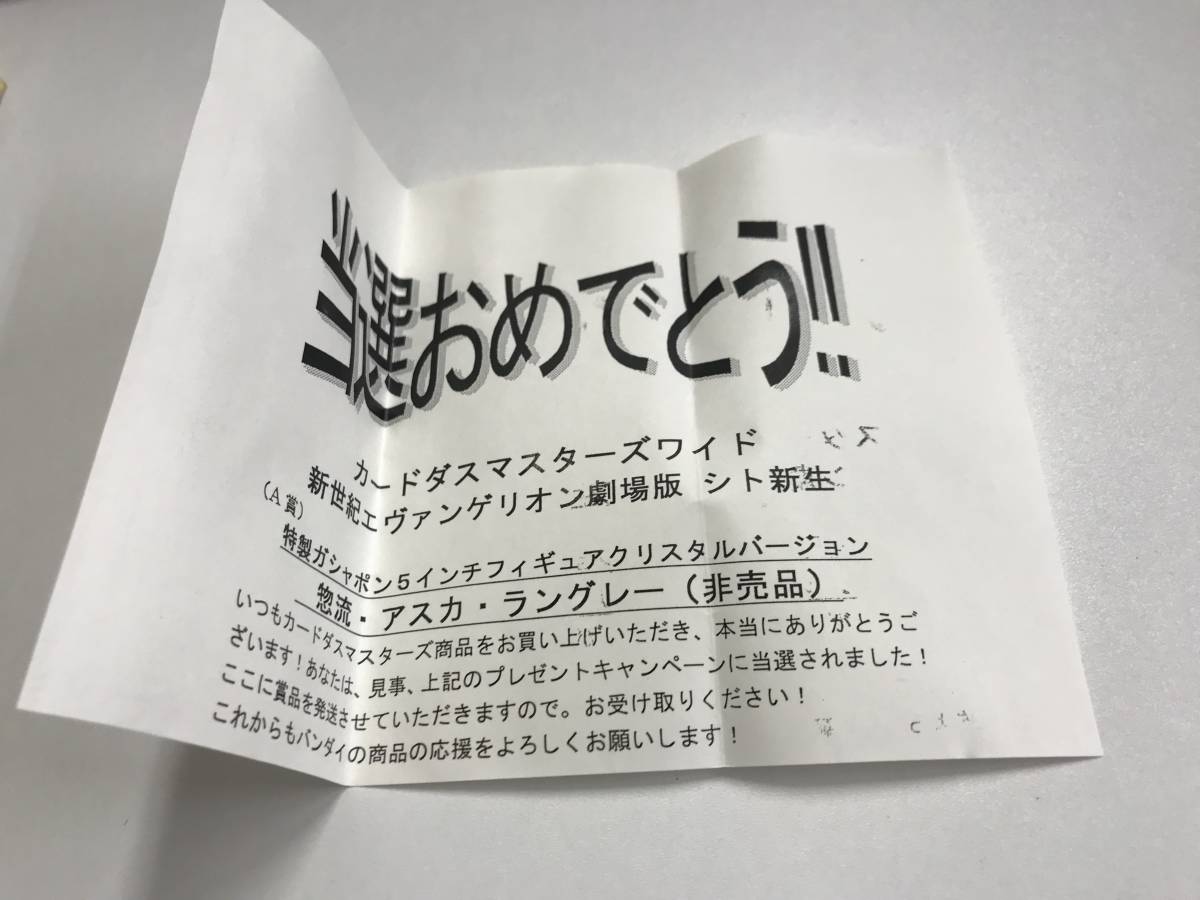 当選おめでとう!!
カードダスマスターズワイド
新世紀エヴァンゲリオン劇場版 シト新生
(A賞)
特製ガシャポン5インチフィギュアクリスタルバージョン
惣流・アスカ・ラングレー(非売品)
いつもカードダスマスターズ商品をお買い上げいただき、本当にありがとうご
ざいます!あなたは、見事、上記のプレゼントキャンペーンに当選されました!
ここに賞品を発送させていただきますので。お受け取りください!
これからもバンダイの商品の応援をよろしくお願いします!